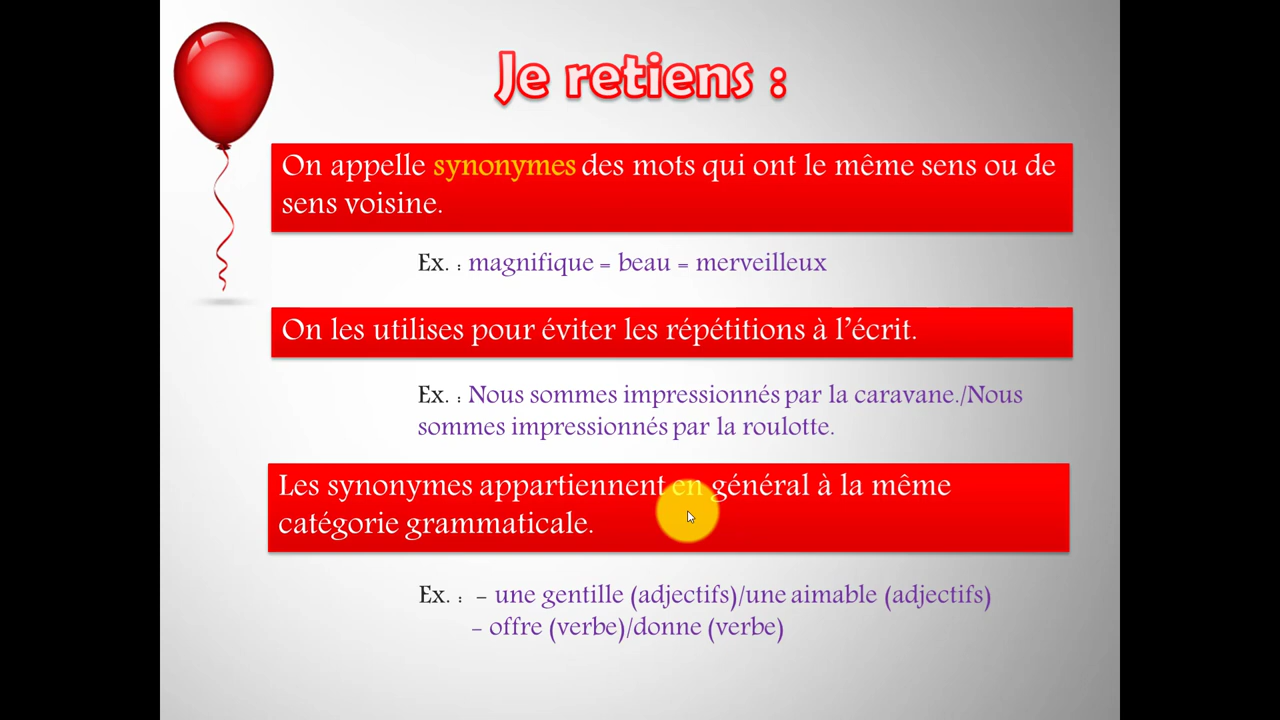 Je retiens :
On appelle synonymes des mots qui ont le même sens ou de
sens voisine.
Ex. : magnifique = beau = merveilleux
On les utilises pour éviter les répétitions à l'écrit.
Ex. : Nous sommes impressionnés par la caravane./Nous
sommes impressionnés par la roulotte.
Les synonymes appartiennent en général à la même
catégorie grammaticale.
Ex. : – une gentille (adjectifs)/une aimable (adjectifs)
– offre (verbe)/donne (verbe)